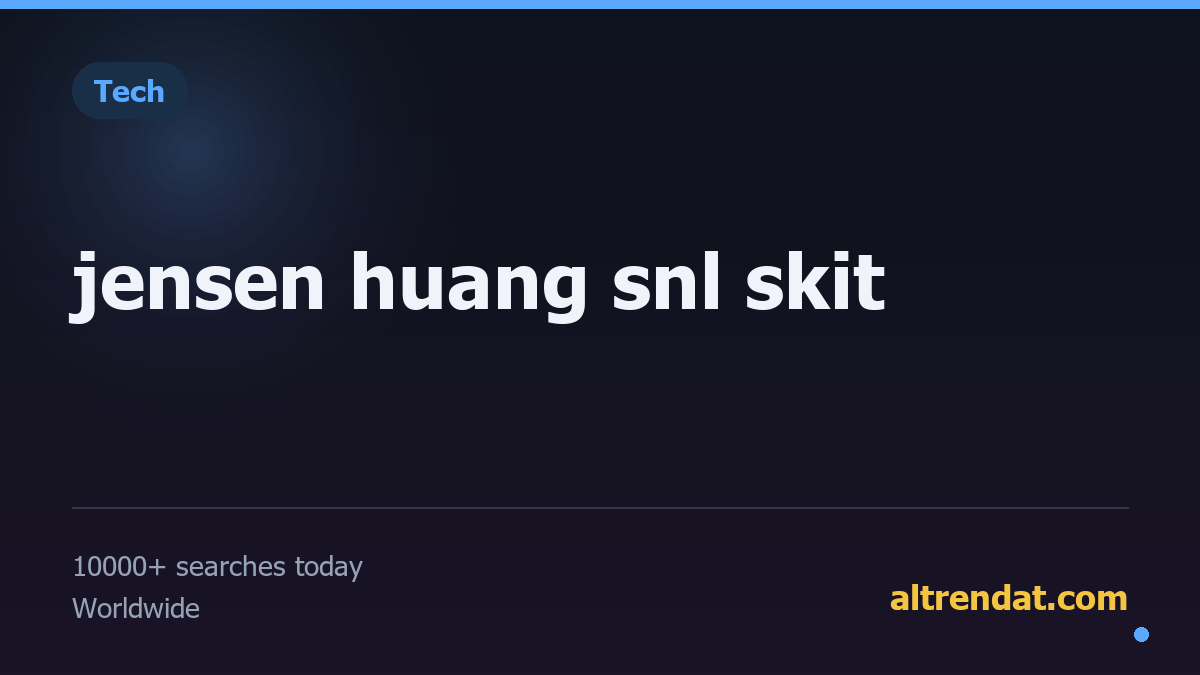 Tech
jensen huang snl skit
10000+ searches today
Worldwide
altrendat.com